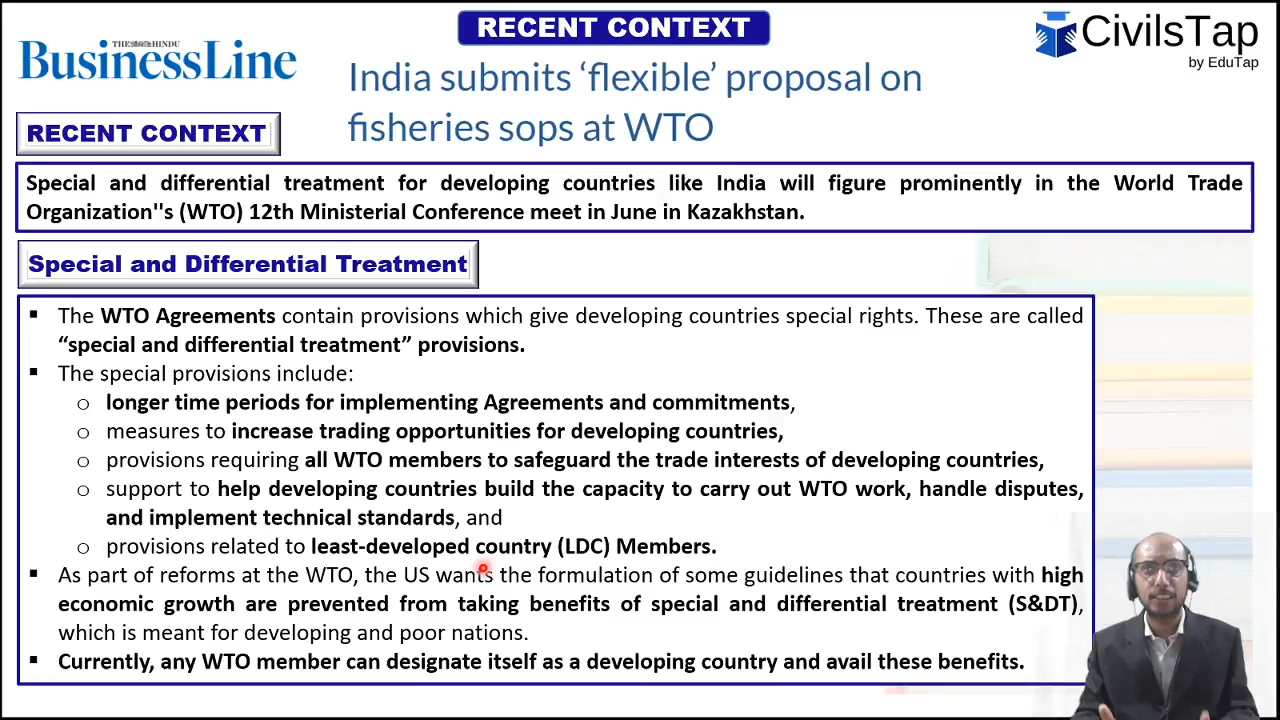 RECENT CONTEXT
THE HINDU
BusinessLine
CivilsTap
by EduTap
India submits ‘flexible’ proposal on
fisheries sops at WTO
RECENT CONTEXT
Special and differential treatment for developing countries like India will figure prominently in the World Trade
Organization''s (WTO) 12th Ministerial Conference meet in June in Kazakhstan.
Special and Differential Treatment
▪ The WTO Agreements contain provisions which give developing countries special rights. These are called
“special and differential treatment” provisions.
▪ The special provisions include:
o longer time periods for implementing Agreements and commitments,
o measures to increase trading opportunities for developing countries,
o provisions requiring all WTO members to safeguard the trade interests of developing countries,
o support to help developing countries build the capacity to carry out WTO work, handle disputes,
and implement technical standards, and
o provisions related to least-developed country (LDC) Members.
▪ As part of reforms at the WTO, the US wants the formulation of some guidelines that countries with high
economic growth are prevented from taking benefits of special and differential treatment (S&DT),
which is meant for developing and poor nations.
▪ Currently, any WTO member can designate itself as a developing country and avail these benefits.